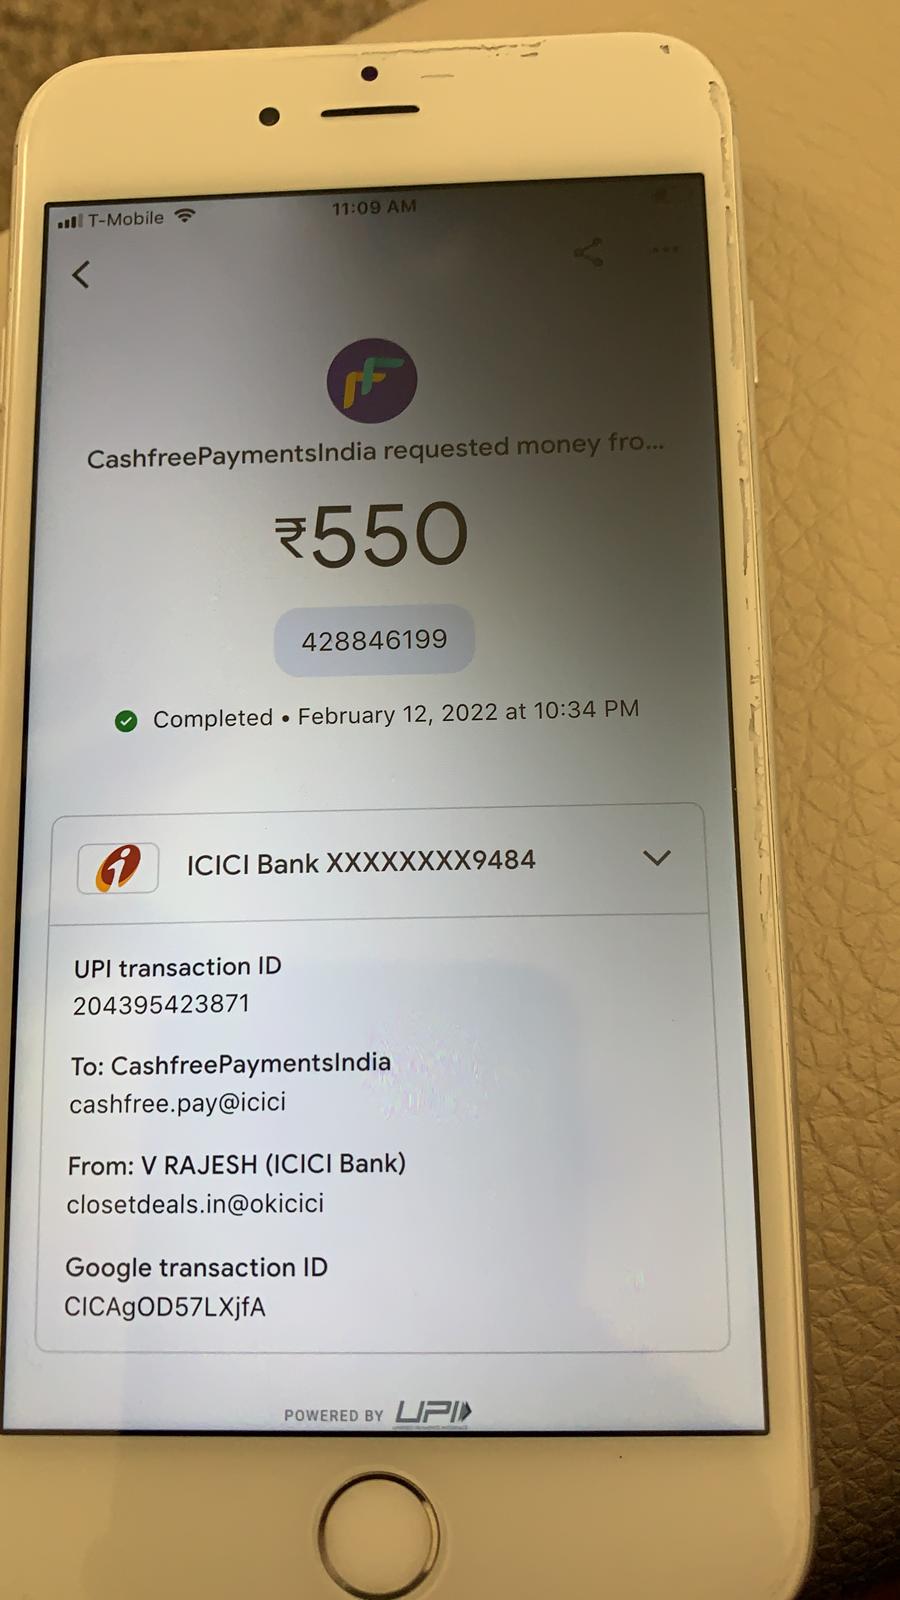 T-Mobile 11:09 AM
CashfreePaymentsIndia requested money fro...
₹550
428846199
Completed • February 12, 2022 at 10:34 PM
ICICI Bank XXXXXXXX9484
UPI transaction ID
204395423871
To: CashfreePaymentsIndia
cashfree.pay@icici
From: V RAJESH (ICICI Bank)
closetdeals.in@okicici
Google transaction ID
CICAgOD57LXjfA
POWERED BY UPI